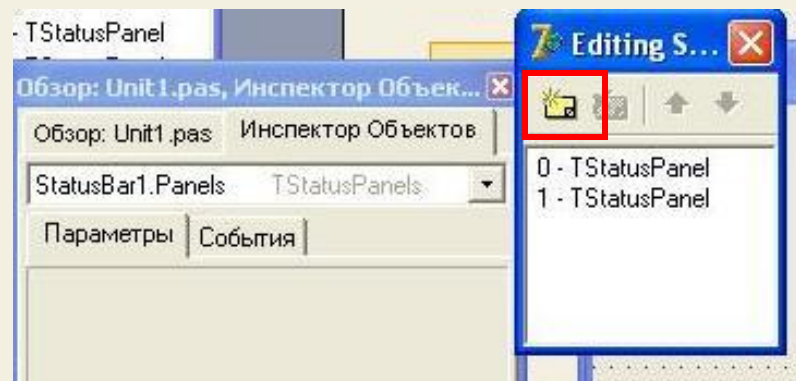 - TStatusPanel
Обзор: Unit1.pas, Инспектор Объек...
Обзор: Unit1.pas Инспектор Объектов
StatusBar1.Panels TStatusPanels
Параметры События
Editing S...
0 - TStatusPanel
1 - TStatusPanel